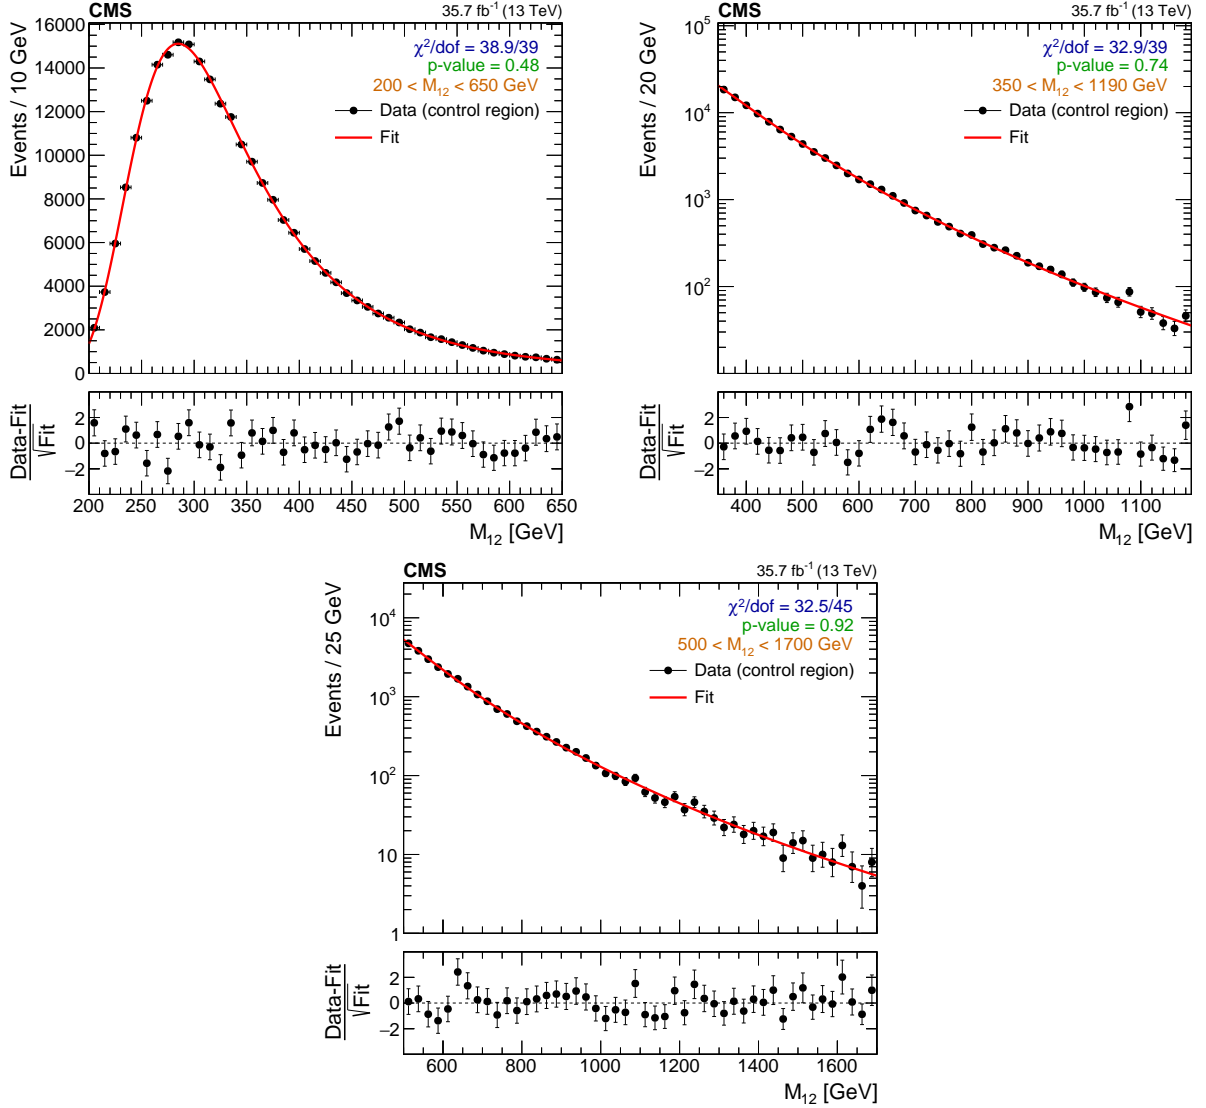 CMS 35.7 fb⁻¹ (13 TeV)
Events / 10 GeV
16000
14000
12000
10000
8000
6000
4000
2000
0
χ²/dof = 38.9/39
p-value = 0.48
200 < M₁₂ < 650 GeV
Data (control region)
Fit
Data-Fit
√Fit
2
0
−2
200 250 300 350 400 450 500 550 600 650
M₁₂ [GeV]
CMS 35.7 fb⁻¹ (13 TeV)
Events / 20 GeV
10⁵
10⁴
10³
10²
χ²/dof = 32.9/39
p-value = 0.74
350 < M₁₂ < 1190 GeV
Data (control region)
Fit
Data-Fit
√Fit
2
0
−2
400 500 600 700 800 900 1000 1100
M₁₂ [GeV]
CMS 35.7 fb⁻¹ (13 TeV)
Events / 25 GeV
10⁴
10³
10²
10
1
χ²/dof = 32.5/45
p-value = 0.92
500 < M₁₂ < 1700 GeV
Data (control region)
Fit
Data-Fit
√Fit
2
0
−2
600 800 1000 1200 1400 1600
M₁₂ [GeV]